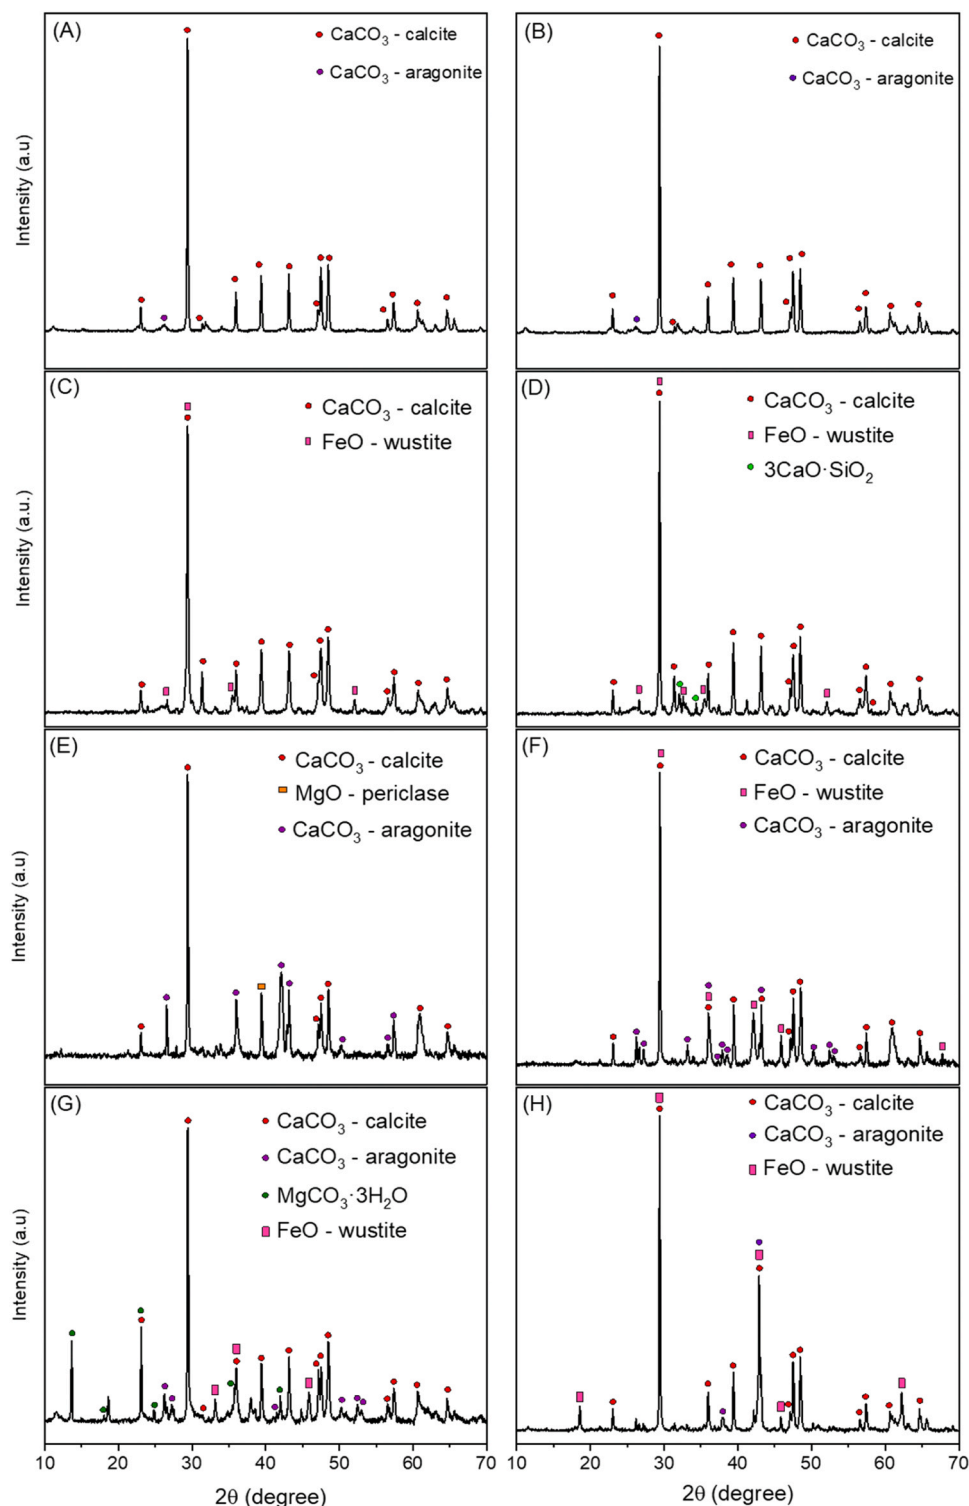 (A)
CaCO3 - calcite
CaCO3 - aragonite
Intensity (a.u)
(B)
CaCO3 - calcite
CaCO3 - aragonite
(C)
CaCO3 - calcite
FeO - wustite
Intensity (a.u.)
(D)
CaCO3 - calcite
FeO - wustite
3CaO·SiO2
(E)
CaCO3 - calcite
MgO - periclase
CaCO3 - aragonite
Intensity (a.u)
(F)
CaCO3 - calcite
FeO - wustite
CaCO3 - aragonite
(G)
CaCO3 - calcite
CaCO3 - aragonite
MgCO3·3H2O
FeO - wustite
Intensity (a.u)
(H)
CaCO3 - calcite
CaCO3 - aragonite
FeO - wustite
10 20 30 40 50 60 70
2θ (degree)
10 20 30 40 50 60 70
2θ (degree)